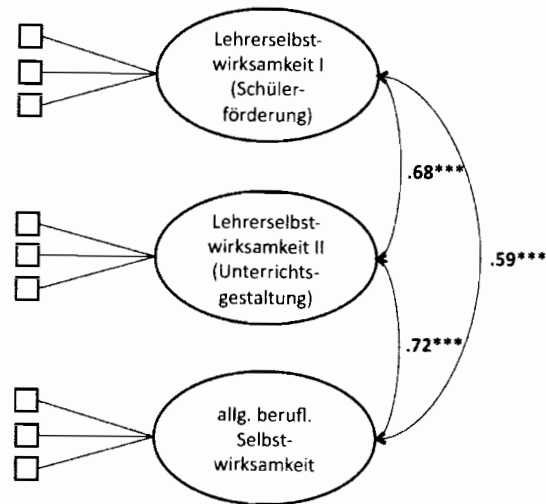 Lehrerselbst-
wirksamkeit I
(Schüler-
förderung)
.68***
Lehrerselbst-
wirksamkeit II
(Unterrichts-
gestaltung)
.59***
.72***
allg. berufl.
Selbst-
wirksamkeit